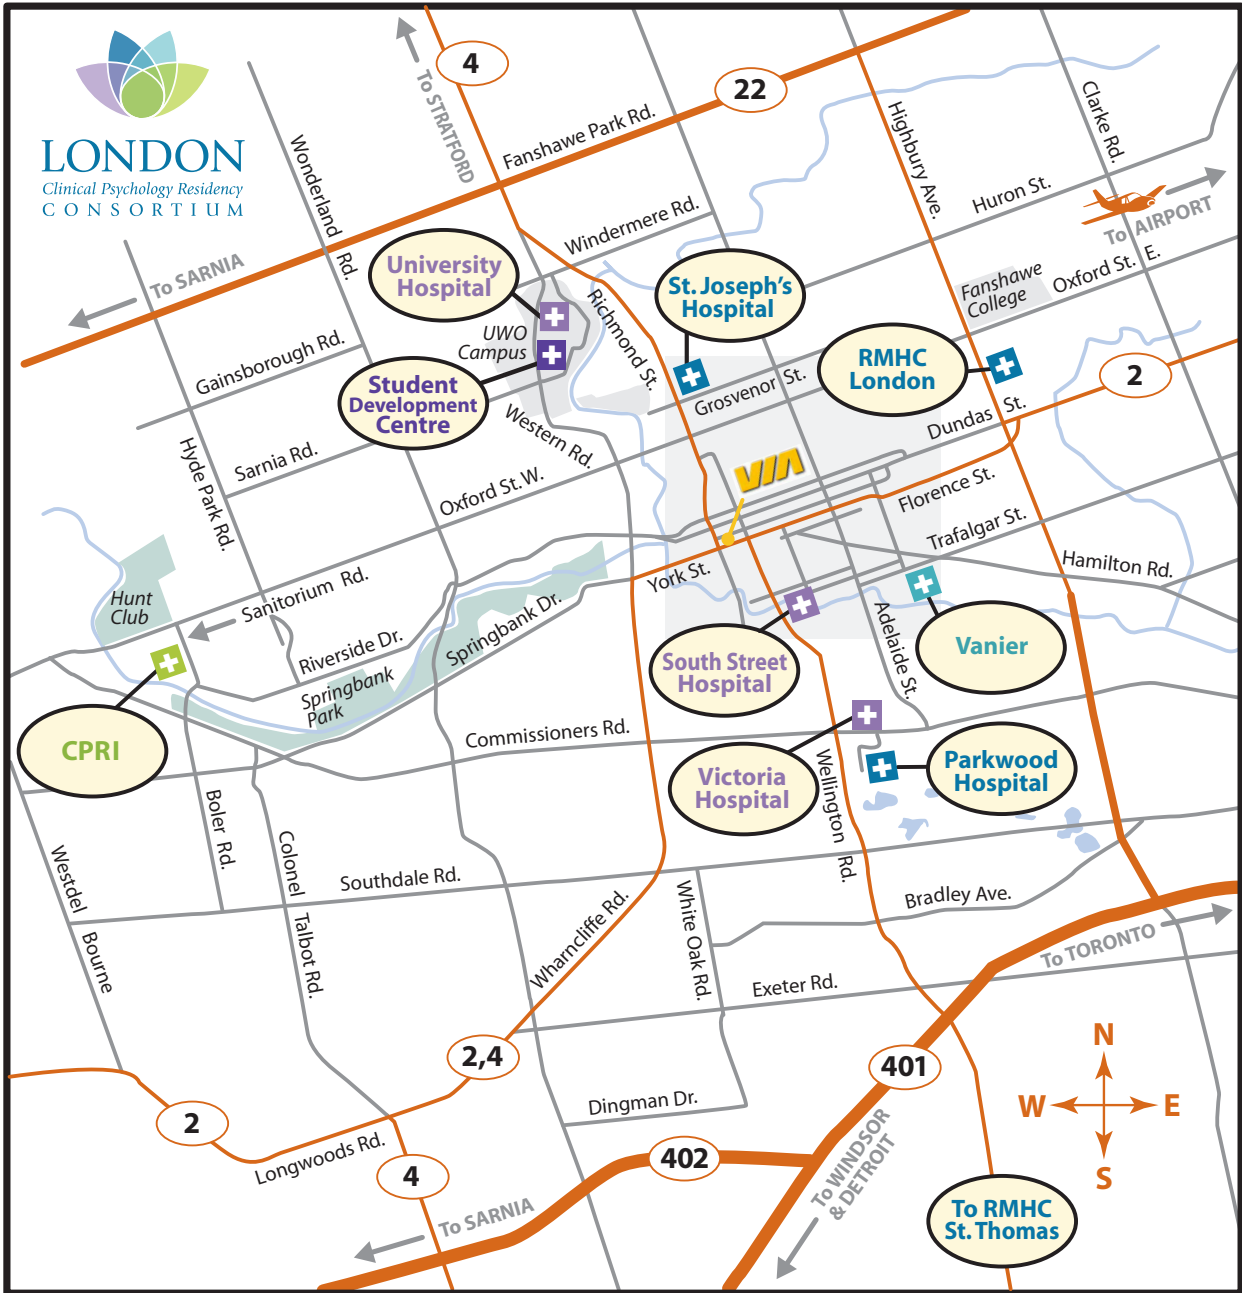 LONDON
Clinical Psychology Residency
CONSORTIUM
To STRATFORD
4
22
Fanshawe Park Rd.
Wonderland
Rd.
Highbury Ave.
Clarke Rd.
Huron St.
To AIRPORT
To SARNIA
Windermere Rd.
University
Hospital
St. Joseph's
Hospital
Fanshawe
College
Oxford St. E.
Richmond St.
UWO
Campus
Gainsborough Rd.
Student
Development
Centre
RMHC
London
2
Grosvenor St.
Dundas St.
Western Rd.
Sarnia Rd.
Hyde Park Rd.
Oxford St. W.
VIA
Florence St.
Trafalgar St.
Hamilton Rd.
York St.
Hunt
Club
Sanitorium Rd.
Riverside Dr.
Springbank Dr.
Springbank
Park
Adelaide St.
Vanier
South Street
Hospital
CPRI
Commissioners Rd.
Victoria
Hospital
Parkwood
Hospital
Wellington Rd.
Boler Rd.
Colonel
Talbot Rd.
Westdel
Bourne
Southdale Rd.
White Oak Rd.
Wharncliffe Rd.
Bradley Ave.
To TORONTO
Exeter Rd.
2,4
401
N
W
E
S
2
Dingman Dr.
Longwoods Rd.
402
4
To WINDSOR
& DETROIT
To SARNIA
To RMHC
St. Thomas